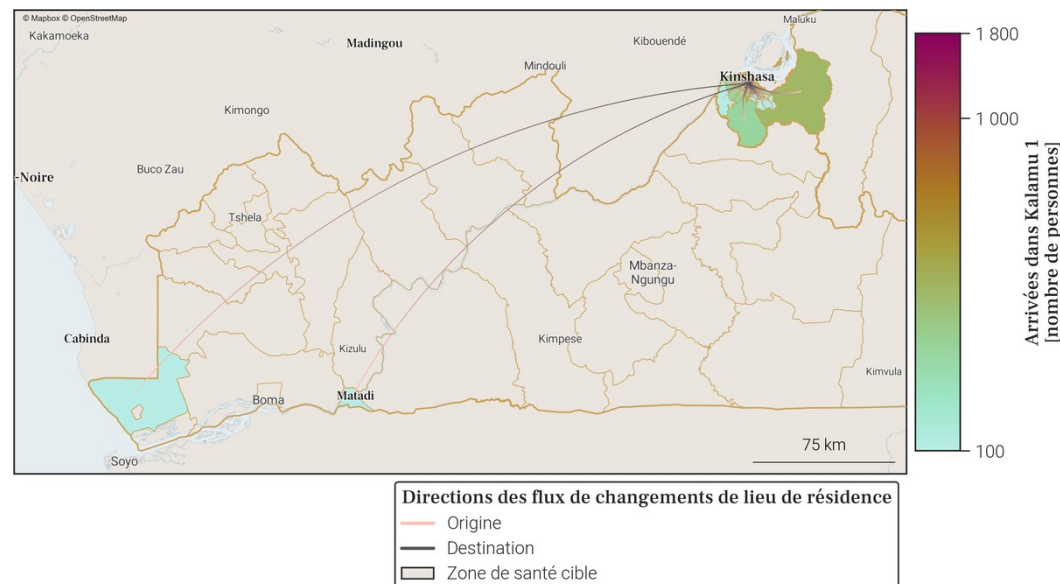 © Mapbox © OpenStreetMap
Kakamoeka
Madingou
Kibouendé
Maluku
Mindouli
Kinshasa
Kimongo
Buco Zau
-Noire
Tshela
Mbanza-
Ngungu
Cabinda
Kizulu
Kimpese
Kimvula
Boma
Matadi
Soyo
75 km
1 800
1 000
100
Arrivées dans Kalamu 1
[nombre de personnes]
Directions des flux de changements de lieu de résidence
Origine
Destination
Zone de santé cible